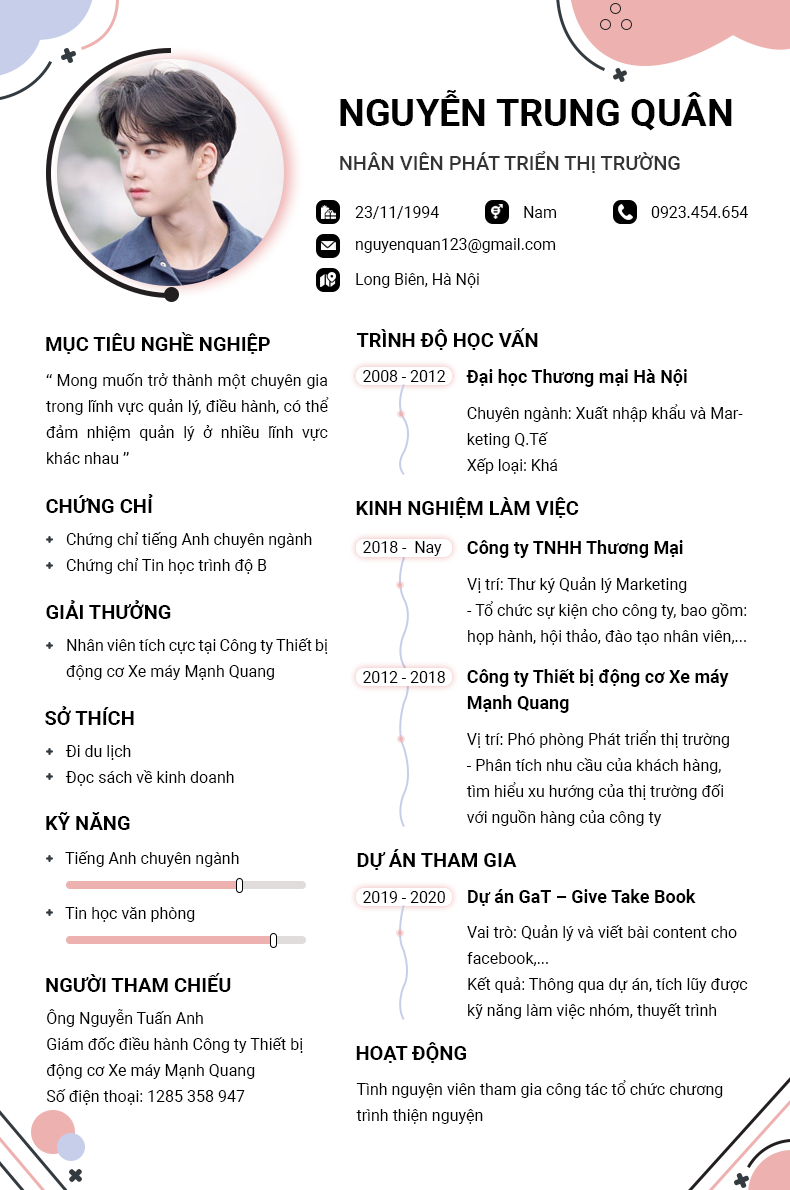 NGUYỄN TRUNG QUÂN
NHÂN VIÊN PHÁT TRIỂN THỊ TRƯỜNG
23/11/1994
Nam
0923.454.654
nguyenquan123@gmail.com
Long Biên, Hà Nội
MỤC TIÊU NGHỀ NGHIỆP
“ Mong muốn trở thành một chuyên gia
trong lĩnh vực quản lý, điều hành, có thể
đảm nhiệm quản lý ở nhiều lĩnh vực
khác nhau ”
CHỨNG CHỈ
Chứng chỉ tiếng Anh chuyên ngành
Chứng chỉ Tin học trình độ B
GIẢI THƯỞNG
Nhân viên tích cực tại Công ty Thiết bị
động cơ Xe máy Mạnh Quang
SỞ THÍCH
Đi du lịch
Đọc sách về kinh doanh
KỸ NĂNG
Tiếng Anh chuyên ngành
Tin học văn phòng
NGƯỜI THAM CHIẾU
Ông Nguyễn Tuấn Anh
Giám đốc điều hành Công ty Thiết bị
động cơ Xe máy Mạnh Quang
Số điện thoại: 1285 358 947
TRÌNH ĐỘ HỌC VẤN
2008 - 2012
Đại học Thương mại Hà Nội
Chuyên ngành: Xuất nhập khẩu và Mar-
keting Q.Tế
Xếp loại: Khá
KINH NGHIỆM LÀM VIỆC
2018 - Nay
Công ty TNHH Thương Mại
Vị trí: Thư ký Quản lý Marketing
- Tổ chức sự kiện cho công ty, bao gồm:
họp hành, hội thảo, đào tạo nhân viên,...
2012 - 2018
Công ty Thiết bị động cơ Xe máy
Mạnh Quang
Vị trí: Phó phòng Phát triển thị trường
- Phân tích nhu cầu của khách hàng,
tìm hiểu xu hướng của thị trường đối
với nguồn hàng của công ty
DỰ ÁN THAM GIA
2019 - 2020
Dự án GaT – Give Take Book
Vai trò: Quản lý và viết bài content cho
facebook,...
Kết quả: Thông qua dự án, tích lũy được
kỹ năng làm việc nhóm, thuyết trình
HOẠT ĐỘNG
Tình nguyện viên tham gia công tác tổ chức chương
trình thiện nguyện